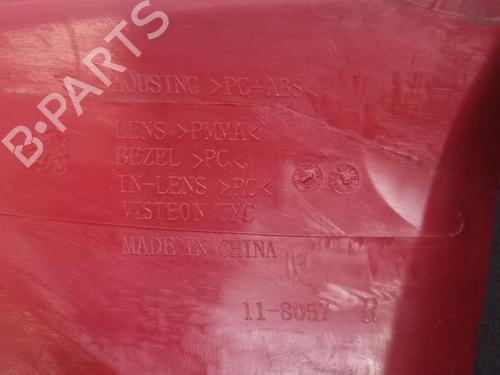 HOUSING >PC+ABS<
LENS >PMMA<
BEZEL >PC<
IN-LENS >PC<
VISTEON TYC
MADE IN CHINA
11-8057 R
B-PARTS